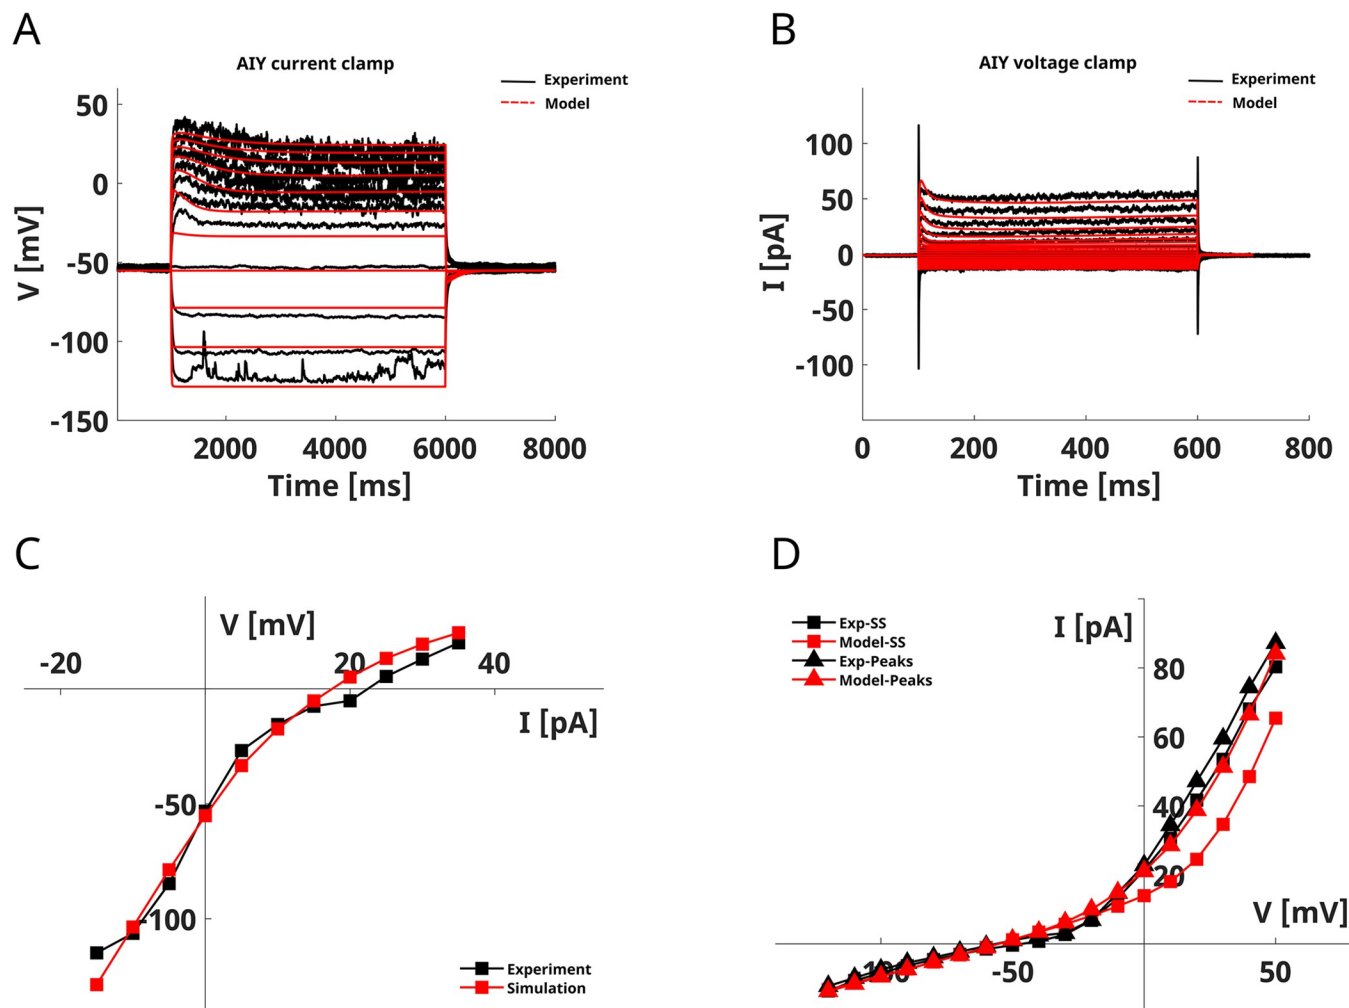 A
B
AIY current clamp
AIY voltage clamp
Experiment
Model
Experiment
Model
50
0
-50
-100
-150
V [mV]
2000 4000 6000 8000
Time [ms]
100
50
0
-50
-100
I [pA]
0 200 400 600 800
Time [ms]
C
D
V [mV]
-20 20 40
I [pA]
-50
-100
Experiment
Simulation
Exp-SS
Model-SS
Exp-Peaks
Model-Peaks
I [pA]
80
60
40
20
V [mV]
-100 -50 50